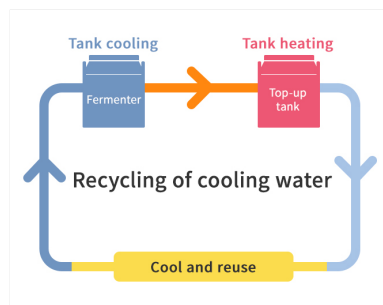 Tank cooling
Tank heating
Fermenter
Top-up
tank
Recycling of cooling water
Cool and reuse